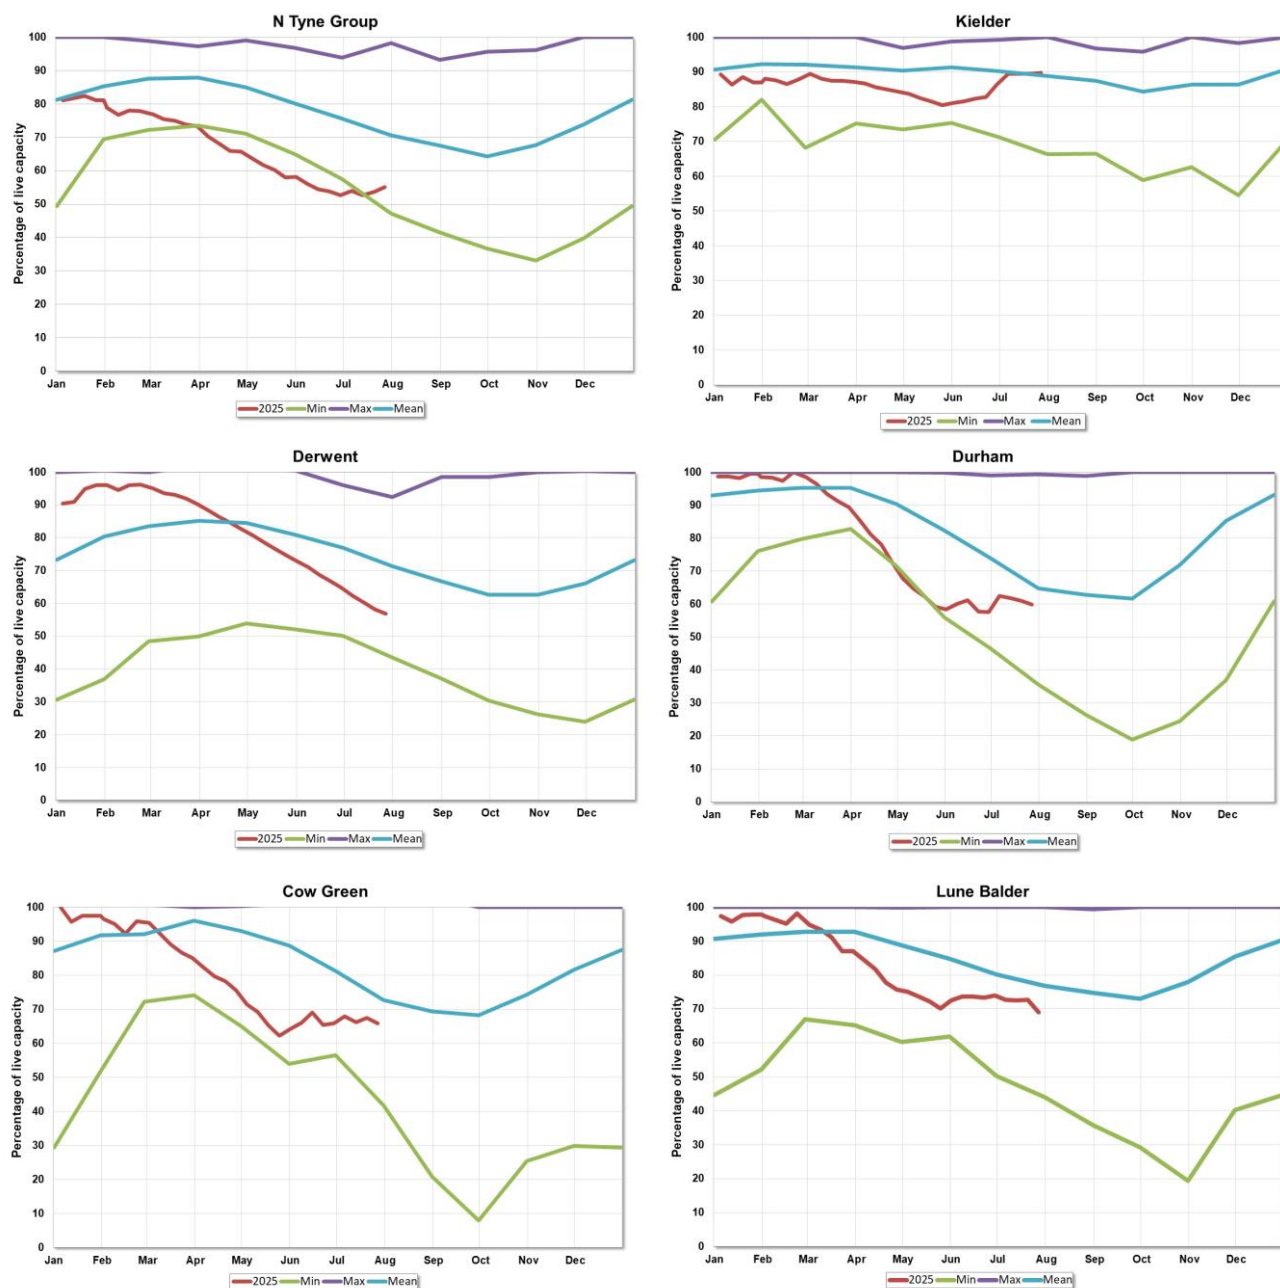 N Tyne Group
Percentage of live capacity
100
90
80
70
60
50
40
30
20
10
0
Jan Feb Mar Apr May Jun Jul Aug Sep Oct Nov Dec
2025 Min Max Mean
Kielder
Percentage of live capacity
100
90
80
70
60
50
40
30
20
10
0
Jan Feb Mar Apr May Jun Jul Aug Sep Oct Nov Dec
2025 Min Max Mean
Derwent
Percentage of live capacity
100
90
80
70
60
50
40
30
20
10
0
Jan Feb Mar Apr May Jun Jul Aug Sep Oct Nov Dec
2025 Min Max Mean
Durham
Percentage of live capacity
100
90
80
70
60
50
40
30
20
10
0
Jan Feb Mar Apr May Jun Jul Aug Sep Oct Nov Dec
2025 Min Max Mean
Cow Green
Percentage of live capacity
100
90
80
70
60
50
40
30
20
10
0
Jan Feb Mar Apr May Jun Jul Aug Sep Oct Nov Dec
2025 Min Max Mean
Lune Balder
Percentage of live capacity
100
90
80
70
60
50
40
30
20
10
0
Jan Feb Mar Apr May Jun Jul Aug Sep Oct Nov Dec
2025 Min Max Mean